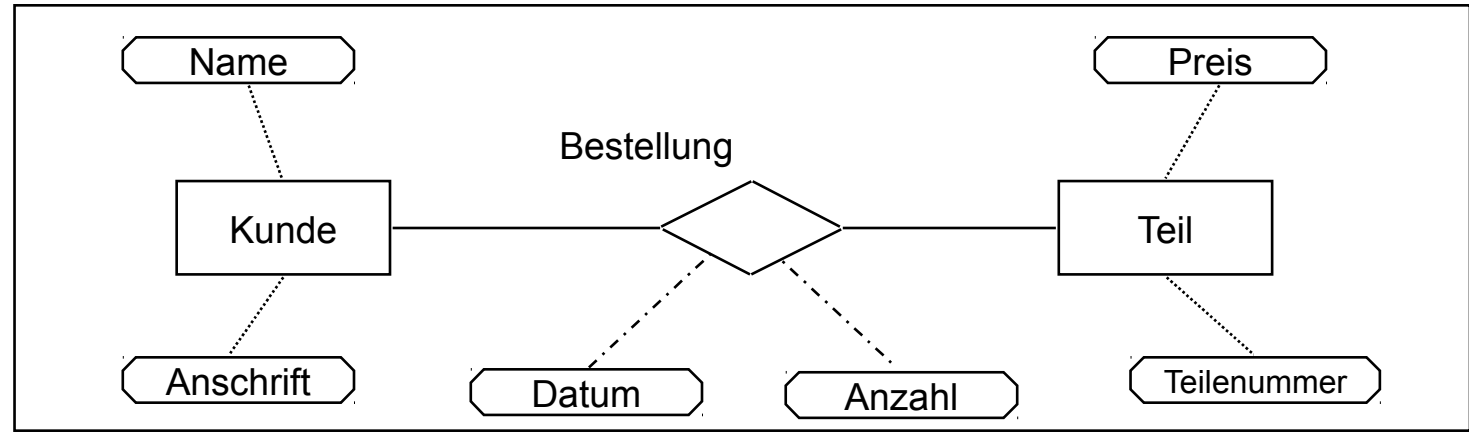 Name
Preis
Bestellung
Kunde
Teil
Anschrift
Datum
Anzahl
Teilenummer